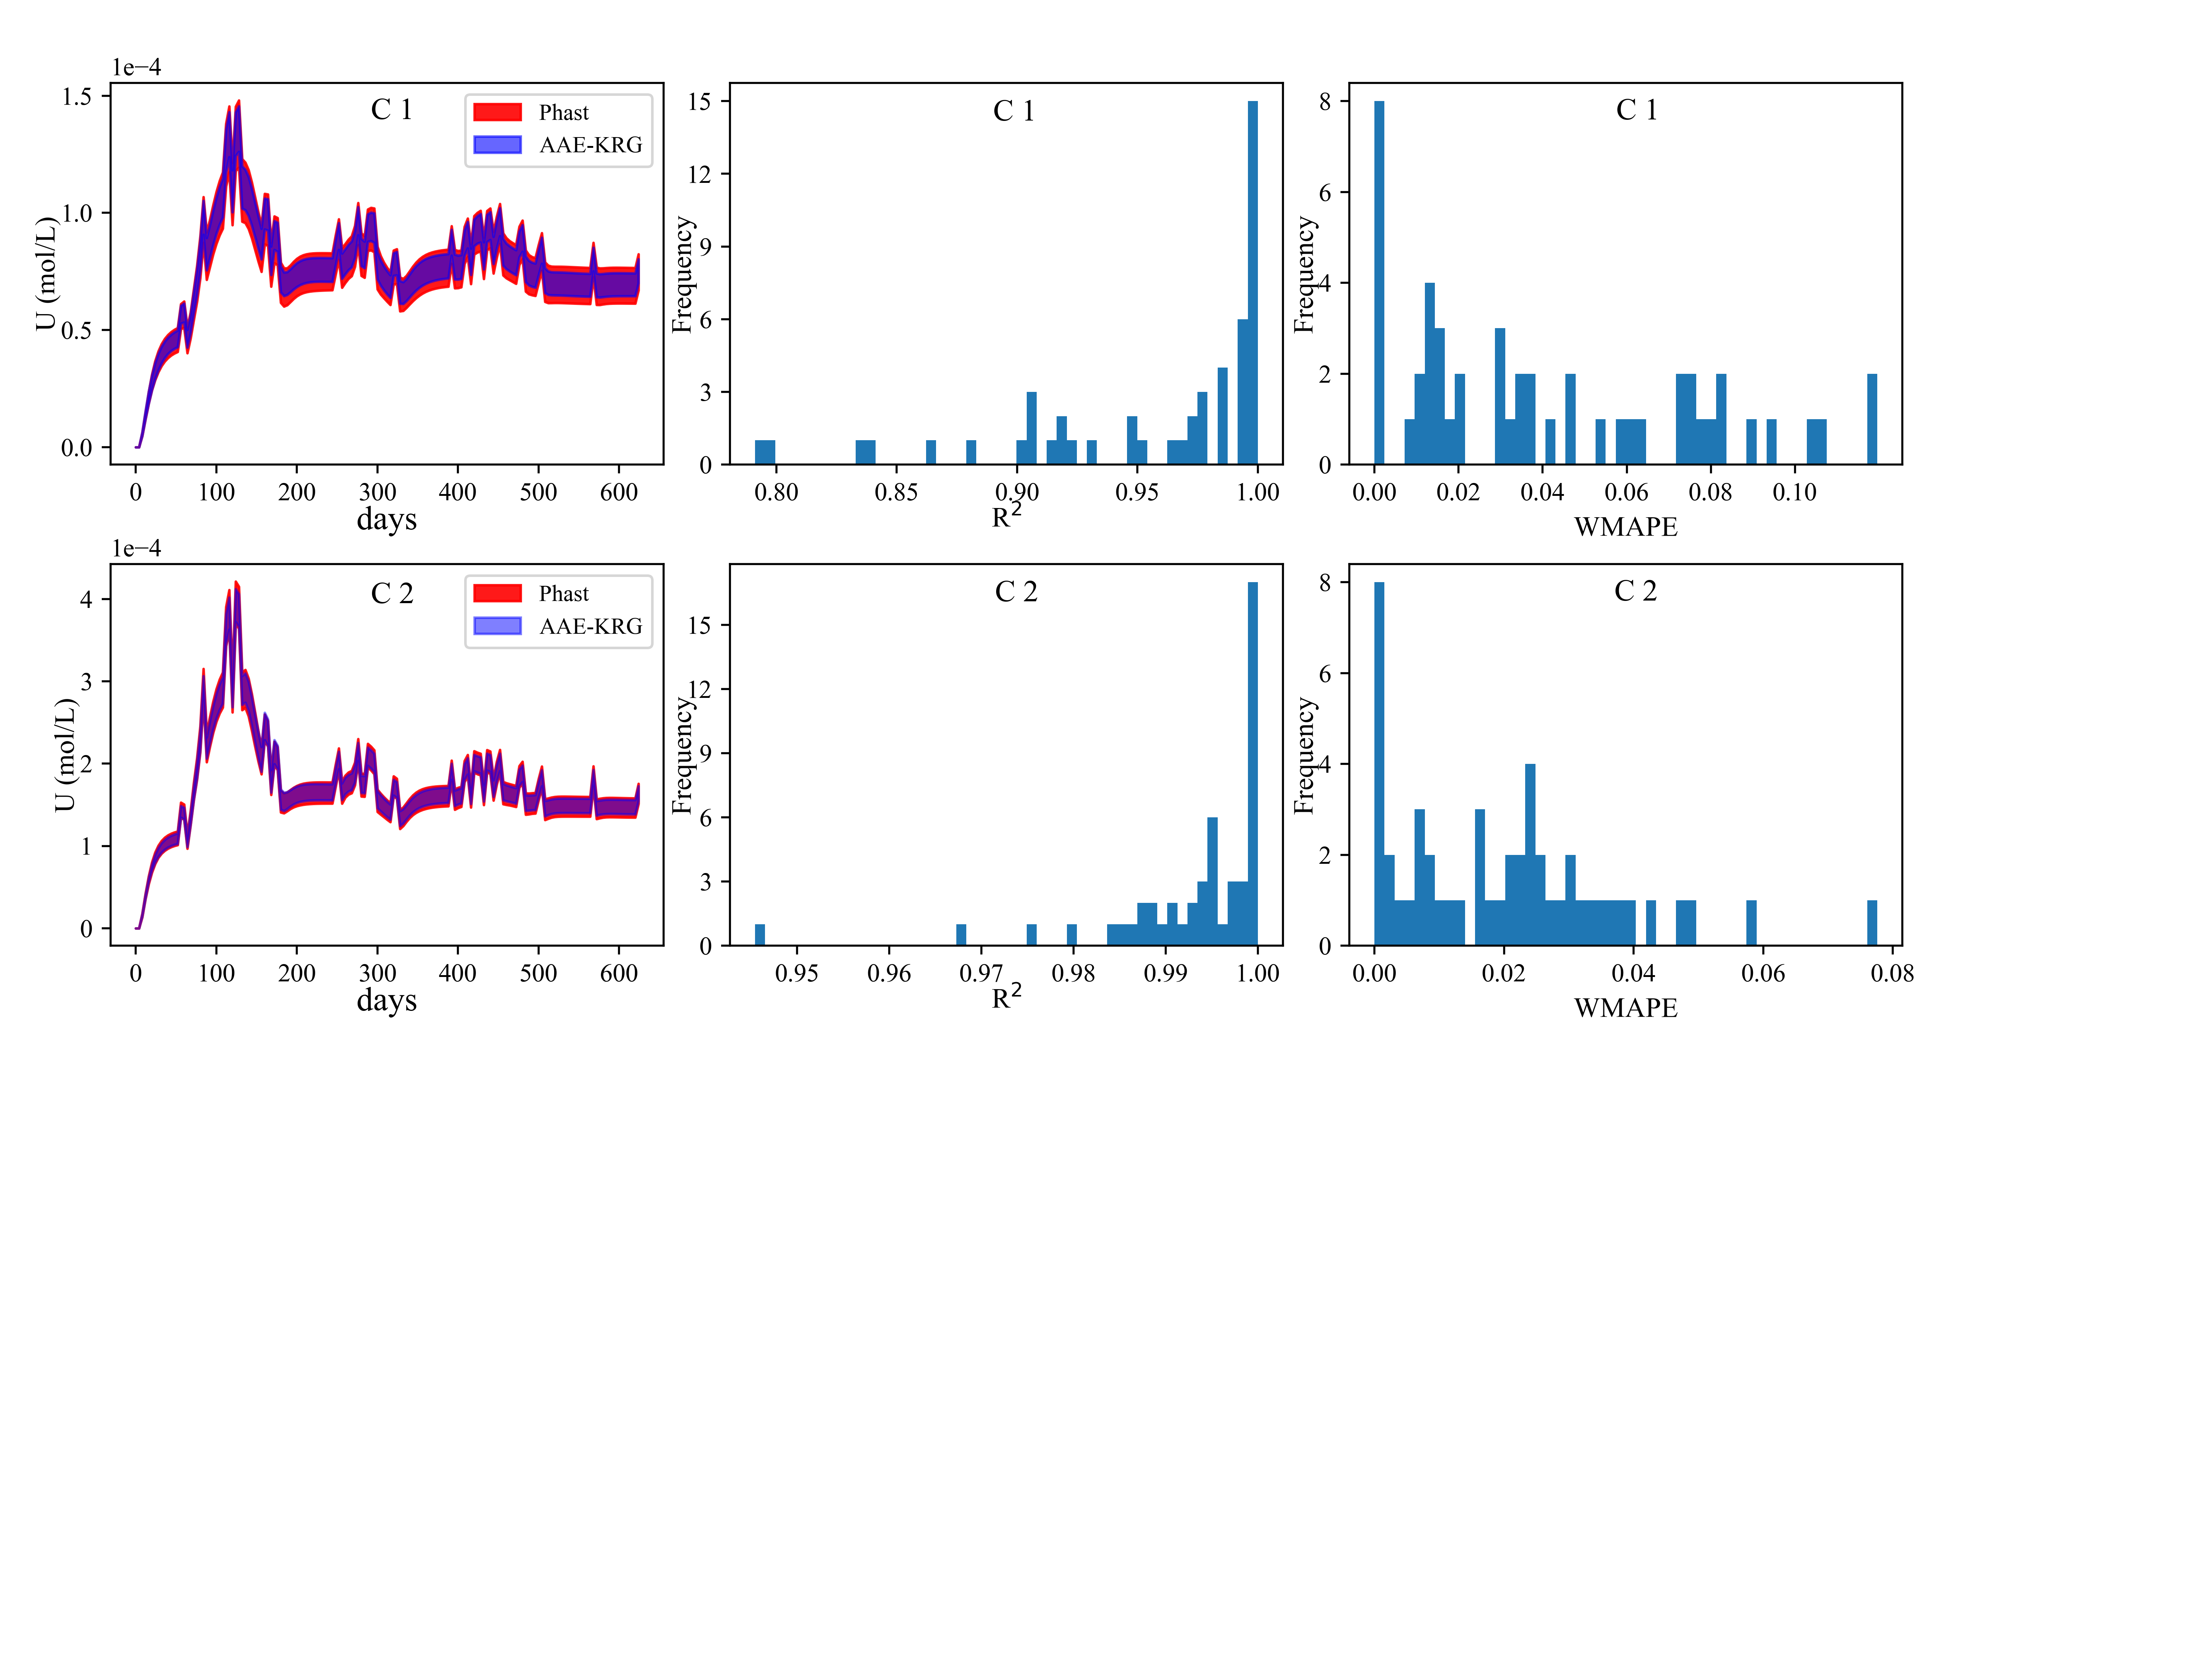 1e−4
C 1
Phast
AAE-KRG
U (mol/L)
1.5
1.0
0.5
0.0
0 100 200 300 400 500 600
days
C 1
Frequency
15
12
9
6
3
0
0.80 0.85 0.90 0.95 1.00
R²
C 1
Frequency
8
6
4
2
0
0.00 0.02 0.04 0.06 0.08 0.10
WMAPE
1e−4
C 2
Phast
AAE-KRG
U (mol/L)
4
3
2
1
0
0 100 200 300 400 500 600
days
C 2
Frequency
15
12
9
6
3
0
0.95 0.96 0.97 0.98 0.99 1.00
R²
C 2
Frequency
8
6
4
2
0
0.00 0.02 0.04 0.06 0.08
WMAPE